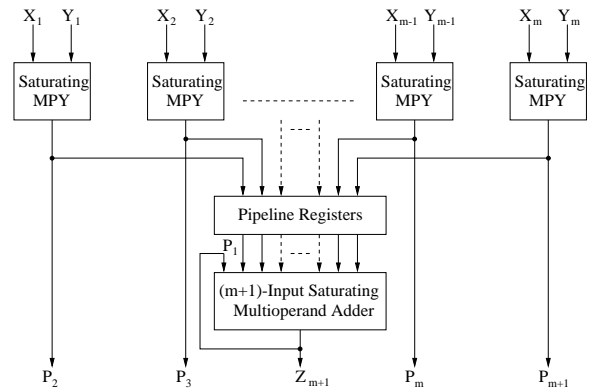 X1 Y1 X2 Y2 Xm-1 Ym-1 Xm Ym
Saturating Saturating Saturating Saturating
MPY MPY MPY MPY
Pipeline Registers
P1
(m+1)-Input Saturating
Multioperand Adder
P2 P3 Zm+1 Pm Pm+1